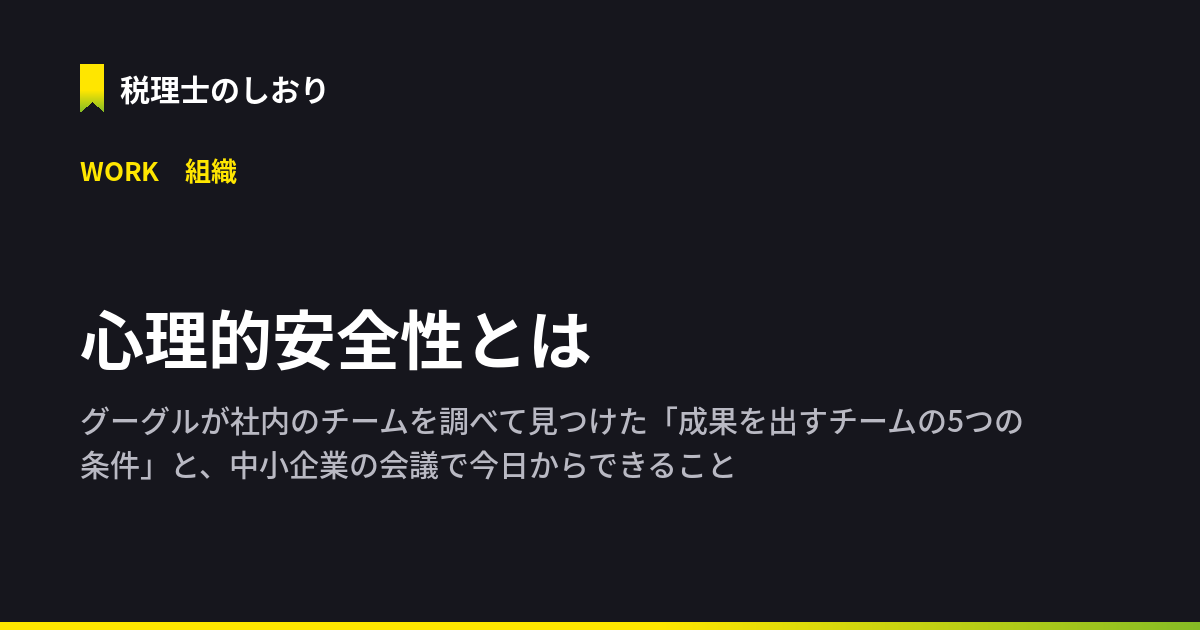 税理士のしおり
WORK　組織
心理的安全性とは
グーグルが社内のチームを調べて見つけた「成果を出すチームの5つの
条件」と、中小企業の会議で今日からできること